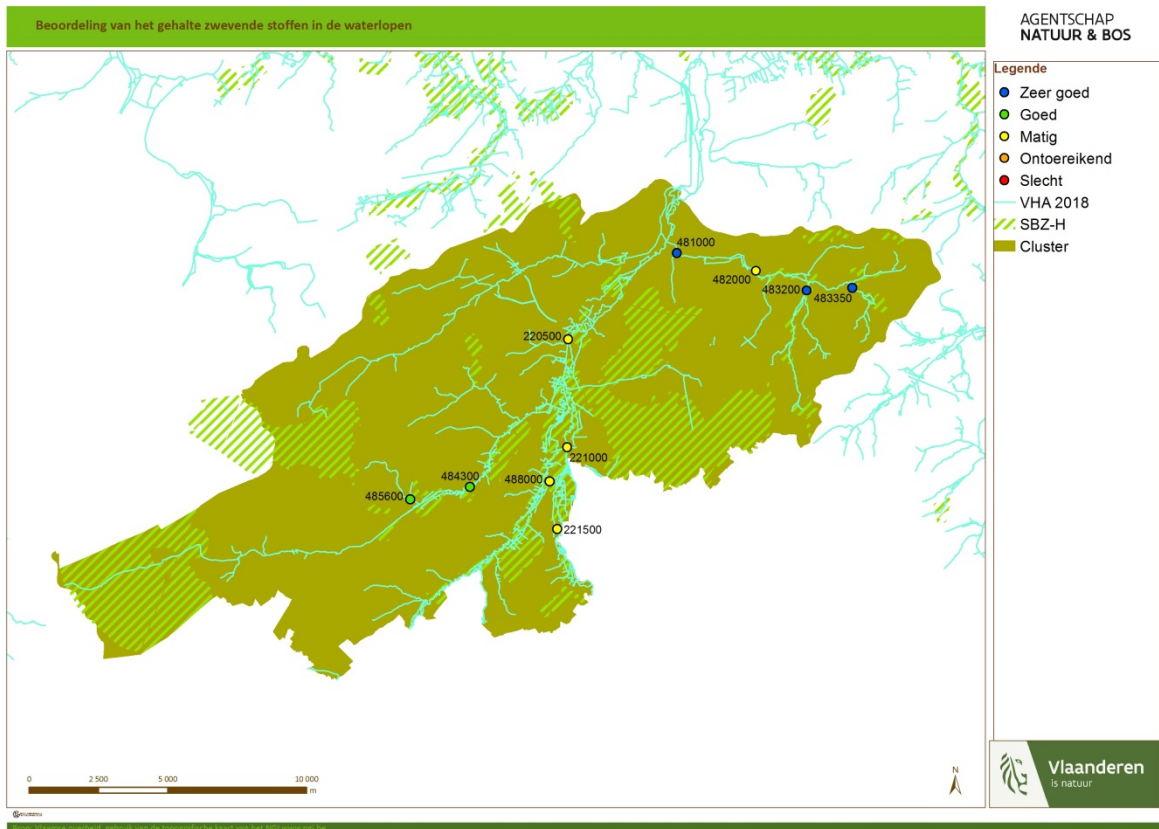 Beoordeling van het gehalte zwevende stoffen in de waterlopen
AGENTSCHAP
NATUUR & BOS
Legende
Zeer goed
Goed
Matig
Ontoereikend
Slecht
VHA 2018
SBZ-H
Cluster
481000
482000
483200
483350
220500
221000
484300
488000
485600
221500
0
2 500
5 000
10 000
m
N
Vlaanderen
is natuur